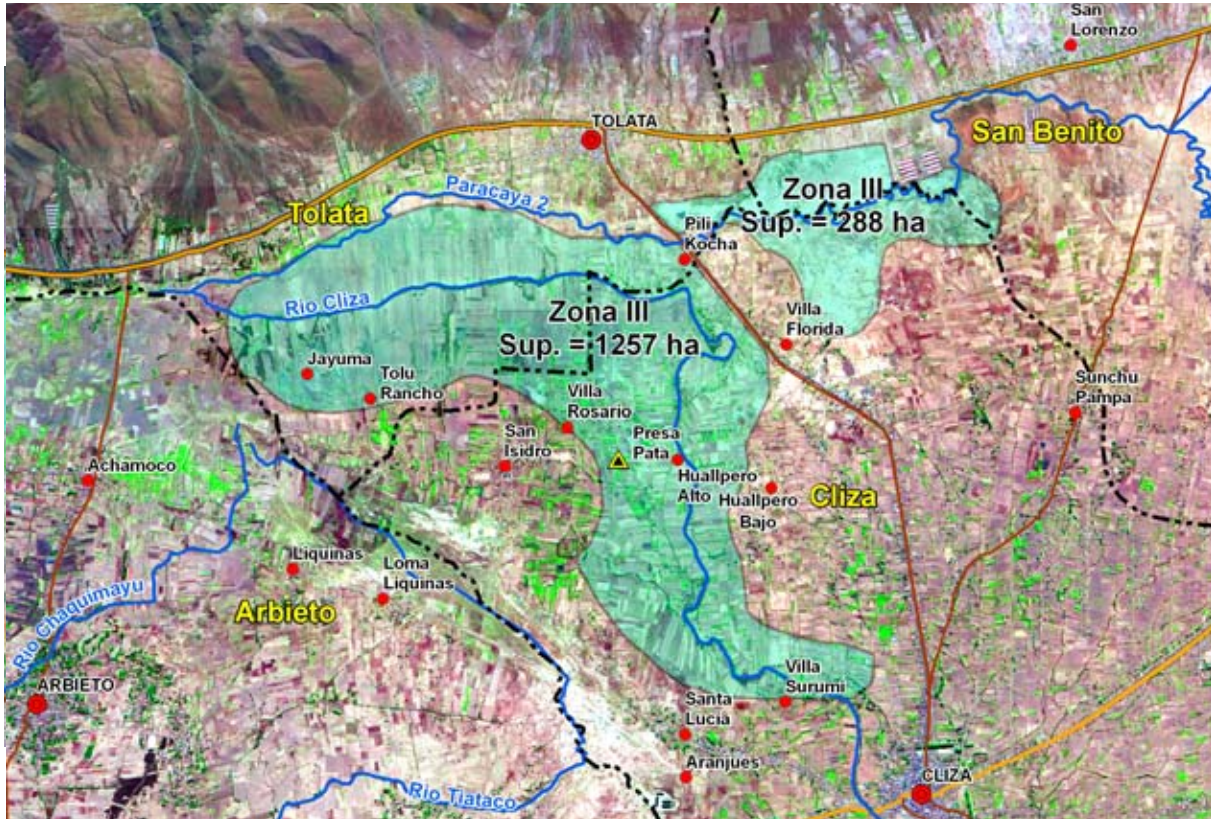 San
Lorenzo
TOLATA
San Benito
Paracaya 2
Zona III
Sup. = 288 ha
Tolata
Pili
Kocha
Rio Cliza
Zona III
Sup. = 1257 ha
Villa
Florida
Jayuma
Tolu
Rancho
Villa
Rosario
Sunchu
Pampa
San
Isidro
Presa
Pata
Achamoco
Huallpero
Alto
Huallpero
Bajo
Cliza
Liquinas
Loma
Liquinas
Arbieto
Rio Chaquimayu
ARBIETO
Villa
Surumi
Santa
Lucia
Aranjues
CLIZA
Rio Tiataco